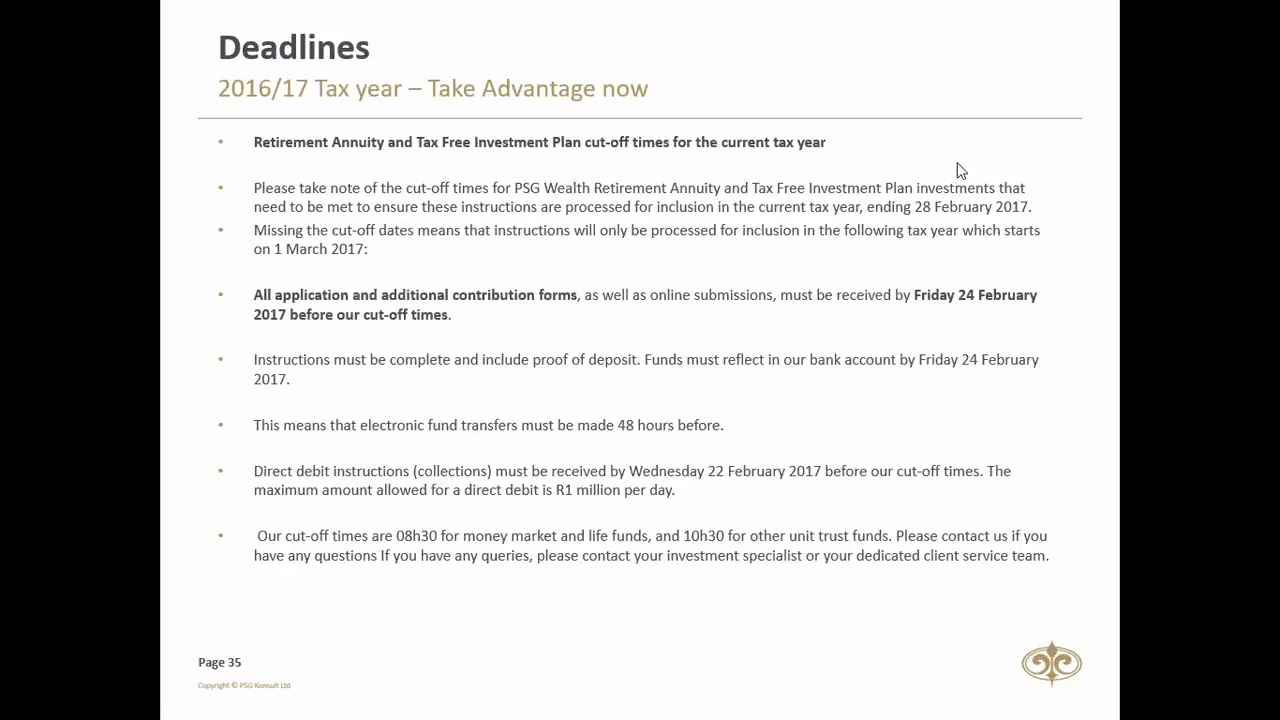 Deadlines
2016/17 Tax year – Take Advantage now
• Retirement Annuity and Tax Free Investment Plan cut-off times for the current tax year
• Please take note of the cut-off times for PSG Wealth Retirement Annuity and Tax Free Investment Plan investments that
need to be met to ensure these instructions are processed for inclusion in the current tax year, ending 28 February 2017.
• Missing the cut-off dates means that instructions will only be processed for inclusion in the following tax year which starts
on 1 March 2017:
• All application and additional contribution forms, as well as online submissions, must be received by Friday 24 February
2017 before our cut-off times.
• Instructions must be complete and include proof of deposit. Funds must reflect in our bank account by Friday 24 February
2017.
• This means that electronic fund transfers must be made 48 hours before.
• Direct debit instructions (collections) must be received by Wednesday 22 February 2017 before our cut-off times. The
maximum amount allowed for a direct debit is R1 million per day.
• Our cut-off times are 08h30 for money market and life funds, and 10h30 for other unit trust funds. Please contact us if you
have any questions If you have any queries, please contact your investment specialist or your dedicated client service team.
Page 35
Copyright © PSG Konsult Ltd